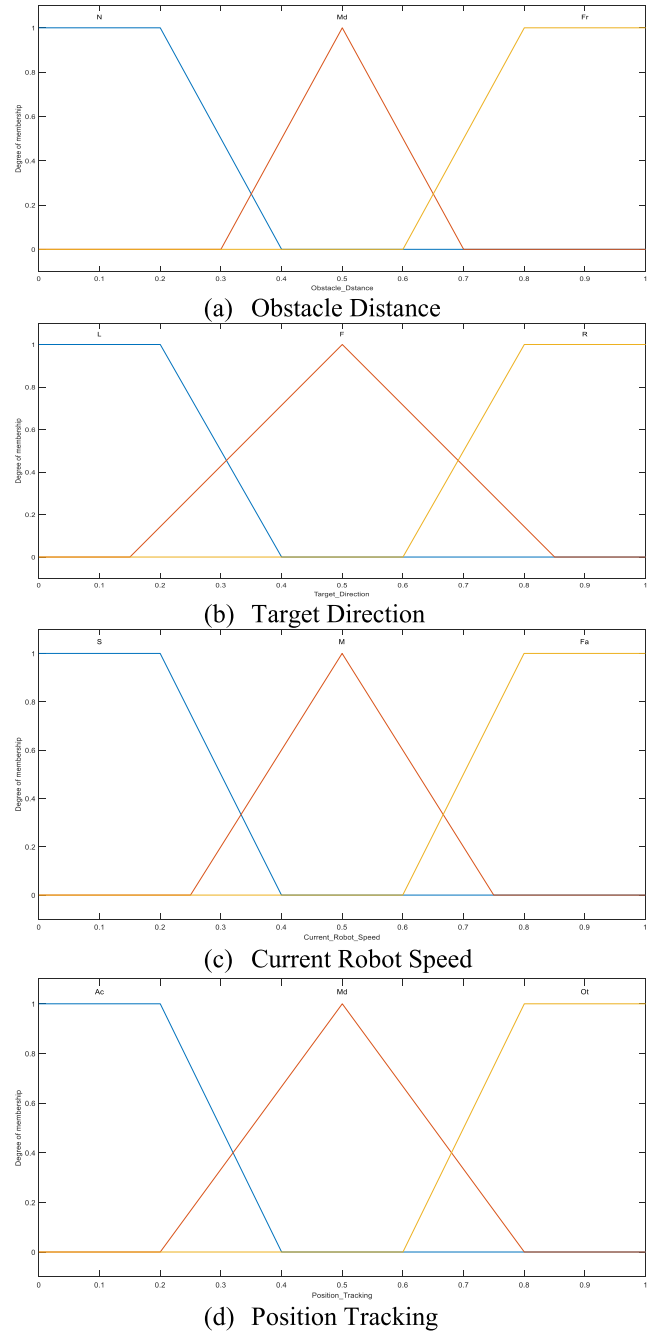 N Md Fr
1
0.8
0.6
0.4
0.2
0
Degree of membership
0 0.1 0.2 0.3 0.4 0.5 0.6 0.7 0.8 0.9 1
Obstacle_Dstance
(a) Obstacle Distance
L F R
1
0.8
0.6
0.4
0.2
0
Degree of membership
0 0.1 0.2 0.3 0.4 0.5 0.6 0.7 0.8 0.9 1
Target_Direction
(b) Target Direction
S M Fa
1
0.8
0.6
0.4
0.2
0
Degree of membership
0 0.1 0.2 0.3 0.4 0.5 0.6 0.7 0.8 0.9 1
Current_Robot_Speed
(c) Current Robot Speed
Ac Md Ot
1
0.8
0.6
0.4
0.2
0
Degree of membership
0 0.1 0.2 0.3 0.4 0.5 0.6 0.7 0.8 0.9 1
Position_Tracking
(d) Position Tracking